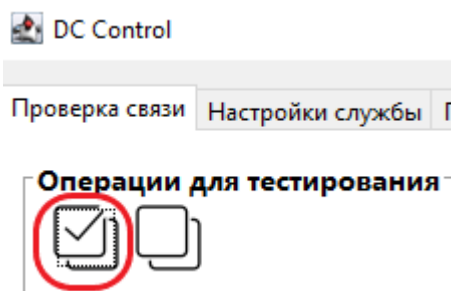 DC Control
Проверка связи Настройки службы
Операции для тестирования